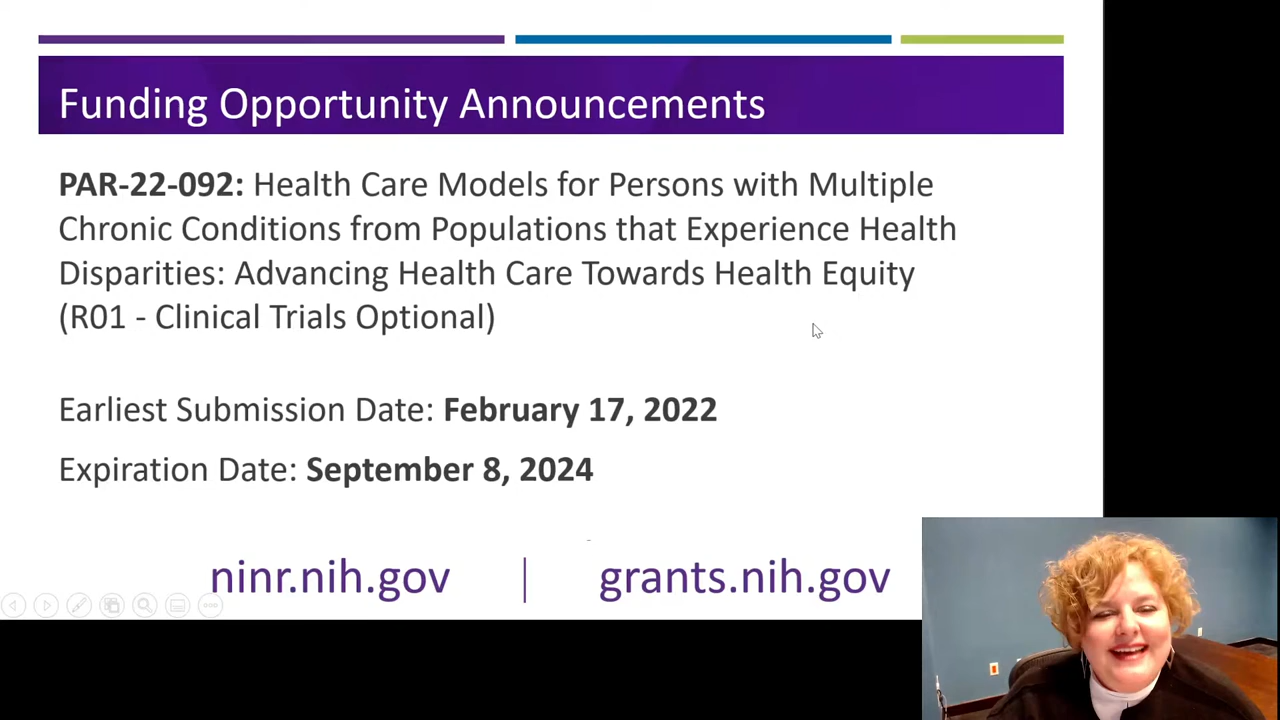 Funding Opportunity Announcements
PAR-22-092: Health Care Models for Persons with Multiple
Chronic Conditions from Populations that Experience Health
Disparities: Advancing Health Care Towards Health Equity
(R01 - Clinical Trials Optional)
Earliest Submission Date: February 17, 2022
Expiration Date: September 8, 2024
ninr.nih.gov | grants.nih.gov